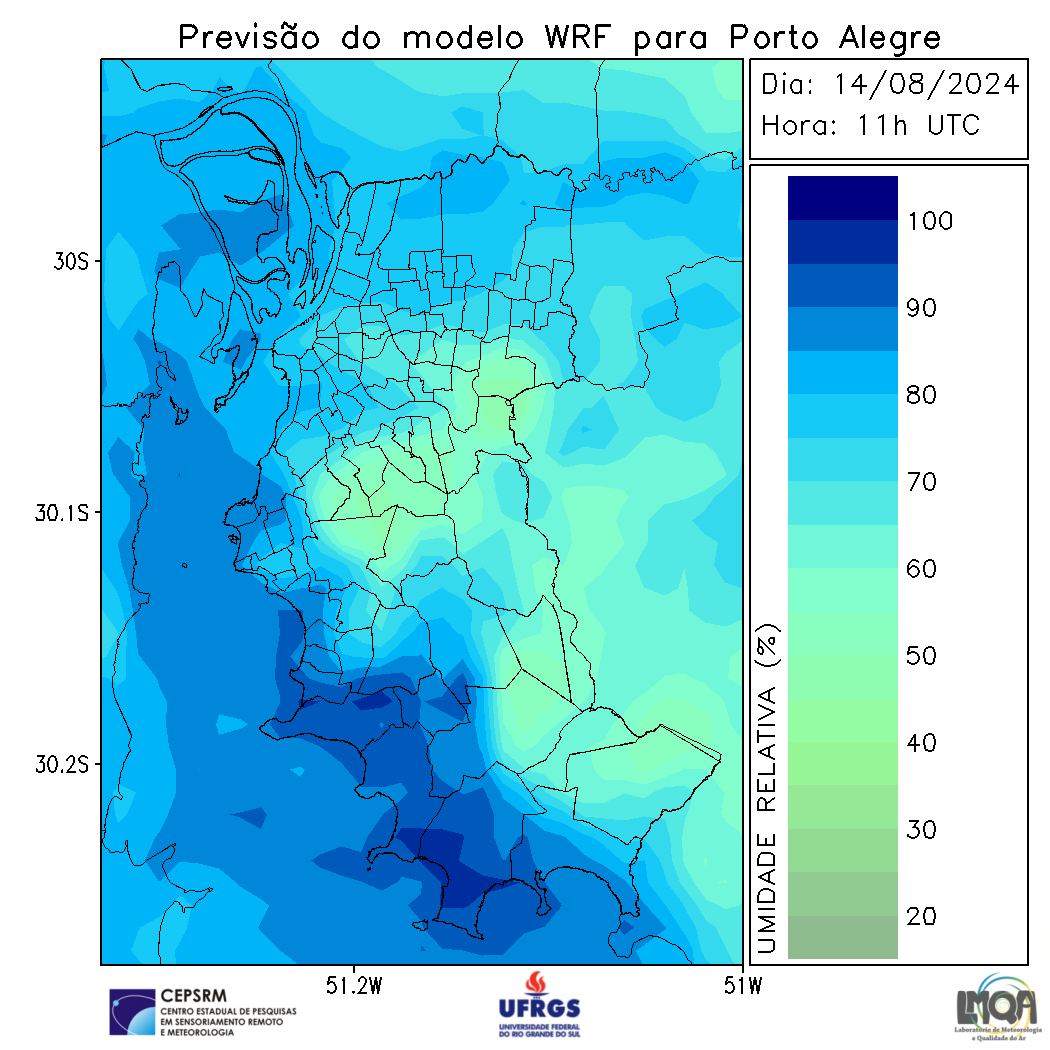 Previsão do modelo WRF para Porto Alegre
Dia: 14/08/2024
Hora: 11h UTC
100
90
80
70
60
50
40
30
20
UMIDADE RELATIVA (%)
30S
30.1S
30.2S
51.2W
51W
CEPSRM
CENTRO ESTADUAL DE PESQUISAS
EM SENSORIAMENTO REMOTO
E METEOROLOGIA
UFRGS
UNIVERSIDADE FEDERAL
DO RIO GRANDE DO SUL
LMQA
Laboratório de Meteorologia
e Qualidade do Ar